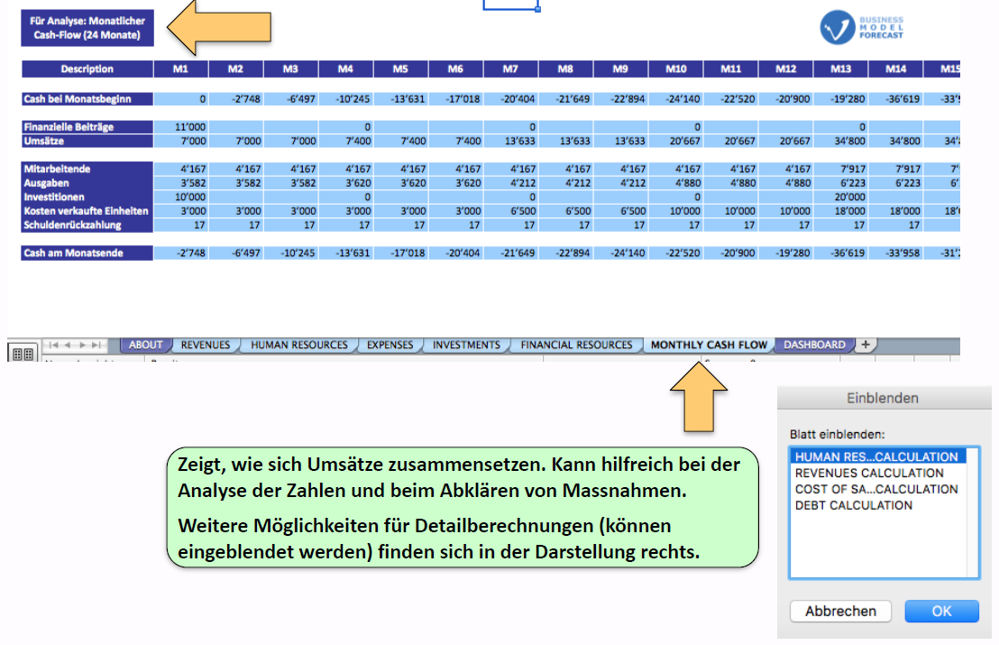 Für Analyse: Monatlicher
Cash-Flow (24 Monate)
BUSINESS
MODEL
FORECAST
Description M1 M2 M3 M4 M5 M6 M7 M8 M9 M10 M11 M12 M13 M14 M15
Cash bei Monatsbeginn 0 -2'748 -6'497 -10'245 -13'631 -17'018 -20'404 -21'649 -22'894 -24'140 -22'520 -20'900 -19'280 -36'619
Finanzielle Beiträge 11'000 0 0 0 0
Umsätze 7'000 7'000 7'000 7'400 7'400 7'400 13'633 13'633 13'633 20'667 20'667 20'667 34'800 34'800
Mitarbeitende 4'167 4'167 4'167 4'167 4'167 4'167 4'167 4'167 4'167 4'167 4'167 4'167 7'917 7'917
Ausgaben 3'582 3'582 3'582 3'620 3'620 3'620 4'212 4'212 4'212 4'880 4'880 4'880 6'223 6'223
Investitionen 10'000 0 0 0 20'000
Kosten verkaufte Einheiten 3'000 3'000 3'000 3'000 3'000 3'000 6'500 6'500 6'500 10'000 10'000 10'000 18'000 18'000
Schuldenrückzahlung 17 17 17 17 17 17 17 17 17 17 17 17 17 17
Cash am Monatsende -2'748 -6'497 -10'245 -13'631 -17'018 -20'404 -21'649 -22'894 -24'140 -22'520 -20'900 -19'280 -36'619 -33'958
ABOUT REVENUES HUMAN RESOURCES EXPENSES INVESTMENTS FINANCIAL RESOURCES MONTHLY CASH FLOW DASHBOARD +
Zeigt, wie sich Umsätze zusammensetzen. Kann hilfreich bei der
Analyse der Zahlen und beim Abklären von Massnahmen.
Weitere Möglichkeiten für Detailberechnungen (können
eingeblendet werden) finden sich in der Darstellung rechts.
Einblenden
Blatt einblenden:
HUMAN RES...CALCULATION
REVENUES CALCULATION
COST OF SA...CALCULATION
DEBT CALCULATION
Abbrechen OK